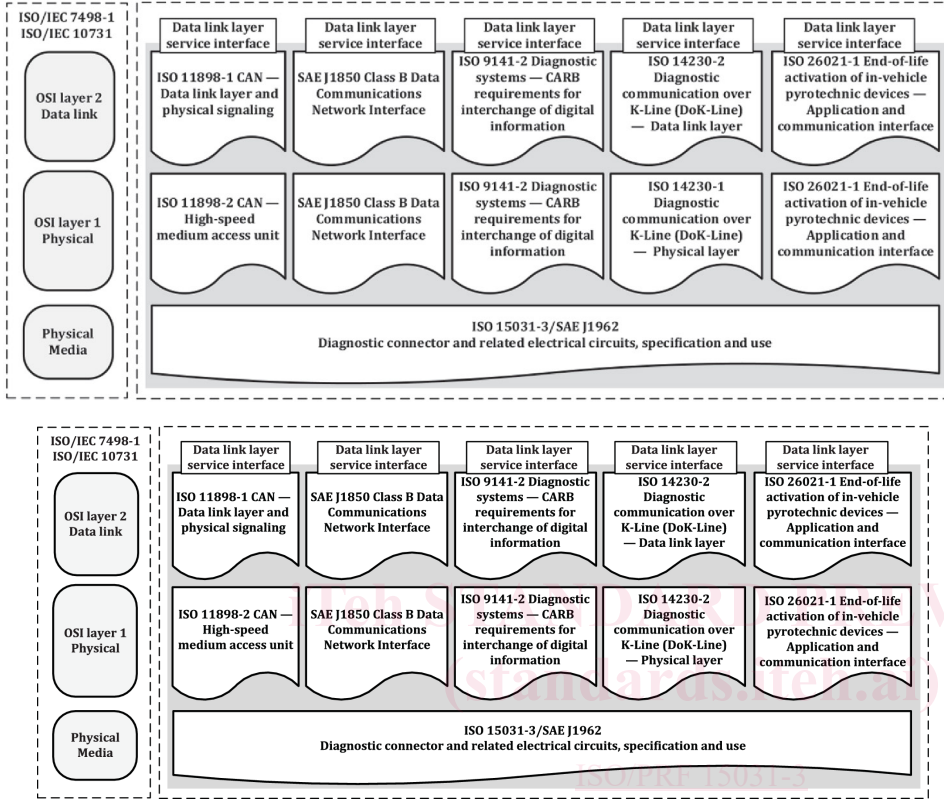 ISO/IEC 7498-1
ISO/IEC 10731
Data link layer
service interface
Data link layer
service interface
Data link layer
service interface
Data link layer
service interface
Data link layer
service interface
OSI layer 2
Data link
ISO 11898-1 CAN —
Data link layer and
physical signaling
SAE J1850 Class B Data
Communications
Network Interface
ISO 9141-2 Diagnostic
systems — CARB
requirements for
interchange of digital
information
ISO 14230-2
Diagnostic
communication over
K-Line (DoK-Line)
— Data link layer
ISO 26021-1 End-of-life
activation of in-vehicle
pyrotechnic devices —
Application and
communication interface
OSI layer 1
Physical
ISO 11898-2 CAN —
High-speed
medium access unit
SAE J1850 Class B Data
Communications
Network Interface
ISO 9141-2 Diagnostic
systems — CARB
requirements for
interchange of digital
information
ISO 14230-1
Diagnostic
communication over
K-Line (DoK-Line)
— Physical layer
ISO 26021-1 End-of-life
activation of in-vehicle
pyrotechnic devices —
Application and
communication interface
Physical
Media
ISO 15031-3/SAE J1962
Diagnostic connector and related electrical circuits, specification and use
ISO/IEC 7498-1
ISO/IEC 10731
Data link layer
service interface
Data link layer
service interface
Data link layer
service interface
Data link layer
service interface
Data link layer
service interface
OSI layer 2
Data link
ISO 11898-1 CAN —
Data link layer and
physical signaling
SAE J1850 Class B Data
Communications
Network Interface
ISO 9141-2 Diagnostic
systems — CARB
requirements for
interchange of digital
information
ISO 14230-2
Diagnostic
communication over
K-Line (DoK-Line)
— Data link layer
ISO 26021-1 End-of-life
activation of in-vehicle
pyrotechnic devices —
Application and
communication interface
OSI layer 1
Physical
ISO 11898-2 CAN —
High-speed
medium access unit
SAE J1850 Class B Data
Communications
Network Interface
ISO 9141-2 Diagnostic
systems — CARB
requirements for
interchange of digital
information
ISO 14230-2
Diagnostic
communication over
K-Line (DoK-Line)
— Physical layer
ISO 26021-1 End-of-life
activation of in-vehicle
pyrotechnic devices —
Application and
communication interface
iTeh STANDARD PREV
(standards.iteh.ai)
Physical
Media
ISO 15031-3/SAE J1962
Diagnostic connector and related electrical circuits, specification and use
ISO/PRF 15031-3